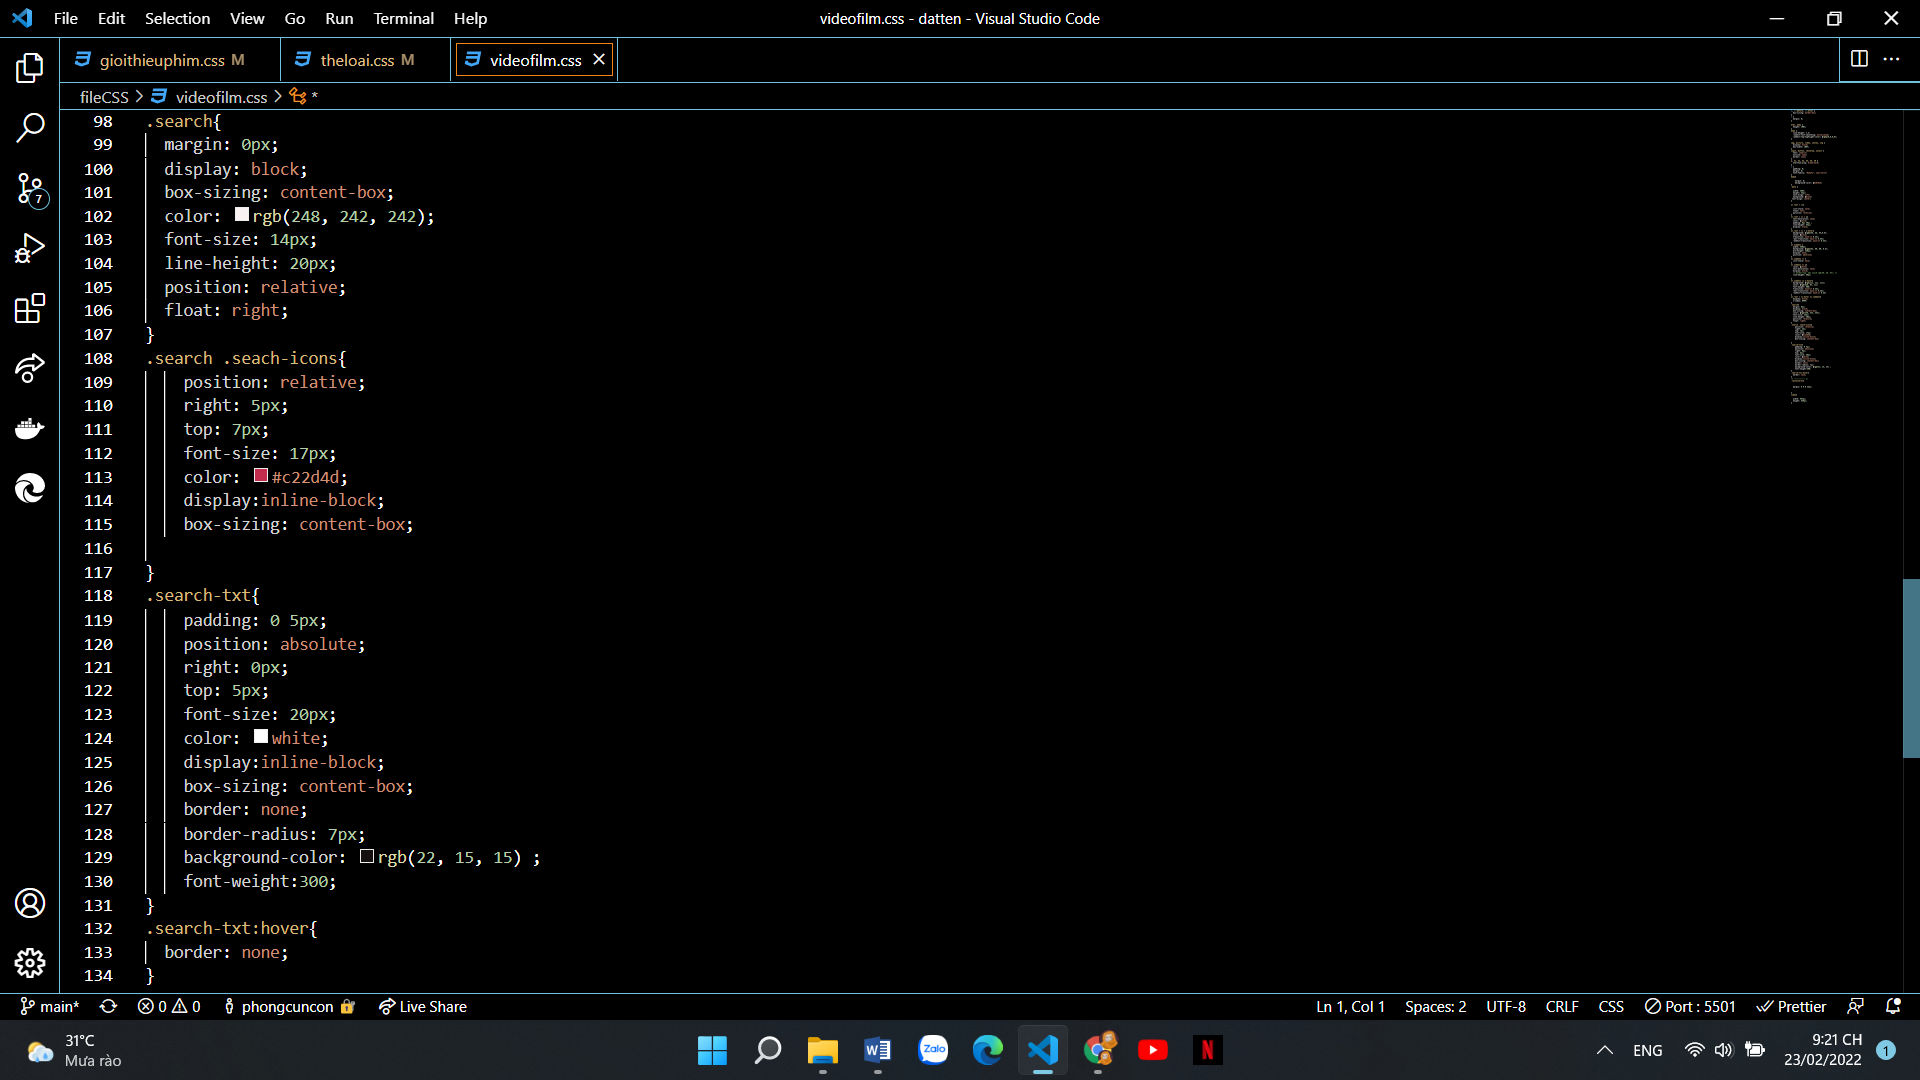 File Edit Selection View Go Run Terminal Help
videofilm.css - datten - Visual Studio Code
gioithieuphim.css M
theloai.css M
videofilm.css
fileCSS > videofilm.css > *
98 .search{
99 margin: 0px;
100 display: block;
101 box-sizing: content-box;
102 color: rgb(248, 242, 242);
103 font-size: 14px;
104 line-height: 20px;
105 position: relative;
106 float: right;
107 }
108 .search .seach-icons{
109 position: relative;
110 right: 5px;
111 top: 7px;
112 font-size: 17px;
113 color: #c22d4d;
114 display:inline-block;
115 box-sizing: content-box;
116
117 }
118 .search-txt{
119 padding: 0 5px;
120 position: absolute;
121 right: 0px;
122 top: 5px;
123 font-size: 20px;
124 color: white;
125 display:inline-block;
126 box-sizing: content-box;
127 border: none;
128 border-radius: 7px;
129 background-color: rgb(22, 15, 15) ;
130 font-weight:300;
131 }
132 .search-txt:hover{
133 border: none;
134 }
7
main* 0 0 phongcuncon Live Share
Ln 1, Col 1 Spaces: 2 UTF-8 CRLF CSS Port : 5501 Prettier
31°C
Mưa rào
Zalo
N
ENG
9:21 CH
23/02/2022
1